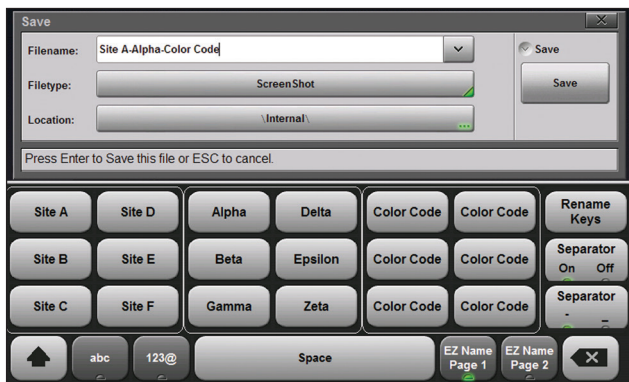 Save
Filename: Site A-Alpha-Color Code
Save
Filetype: ScreenShot
Save
Location: \Internal\
...
Press Enter to Save this file or ESC to cancel.
Site A Site D Alpha Delta Color Code Color Code Rename Keys
Site B Site E Beta Epsilon Color Code Color Code Separator On Off
Site C Site F Gamma Zeta Color Code Color Code Separator - _
abc 123@ Space EZ Name Page 1 EZ Name Page 2